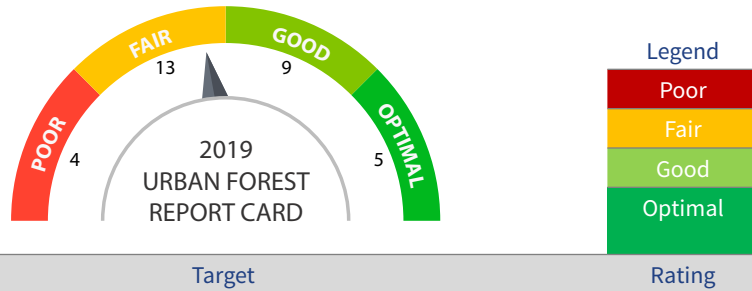 FAIR
GOOD
13
9
POOR
OPTIMAL
4
5
2019
URBAN FOREST
REPORT CARD
Legend
Poor
Fair
Good
Optimal
Target
Rating